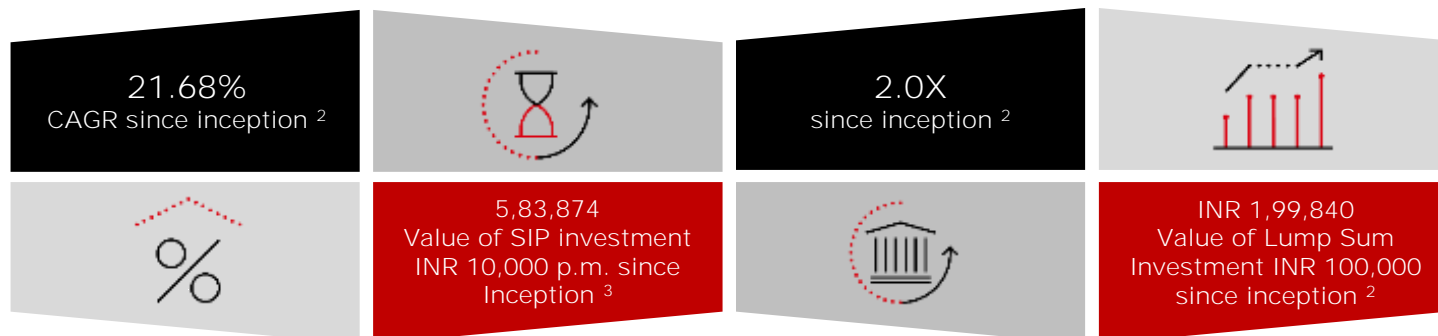 21.68%
CAGR since inception ²
2.0X
since inception ²
5,83,874
Value of SIP investment
INR 10,000 p.m. since
Inception ³
INR 1,99,840
Value of Lump Sum
Investment INR 100,000
since inception ²